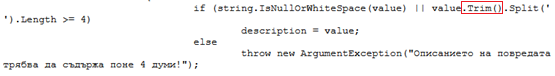 if (string.IsNullOrWhiteSpace(value) || value.Trim().Split('
').Length >= 4)
description = value;
else
throw new ArgumentException("Описанието на повредата
трябва да съдържа поне 4 думи!");